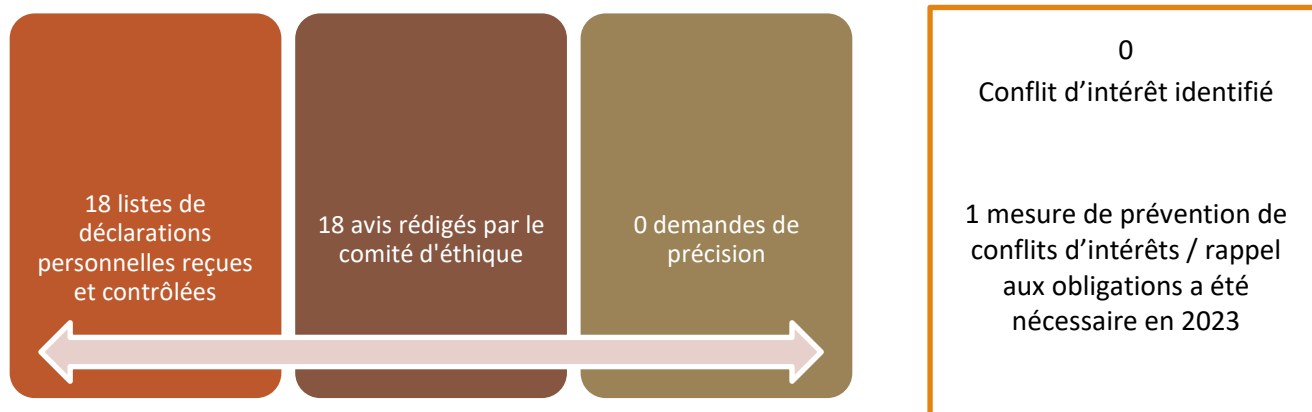 18 listes de
déclarations
personnelles reçues
et contrôlées
18 avis rédigés par le
comité d'éthique
0 demandes de
précision
0
Conflit d’intérêt identifié
1 mesure de prévention de
conflits d’intérêts / rappel
aux obligations a été
nécessaire en 2023